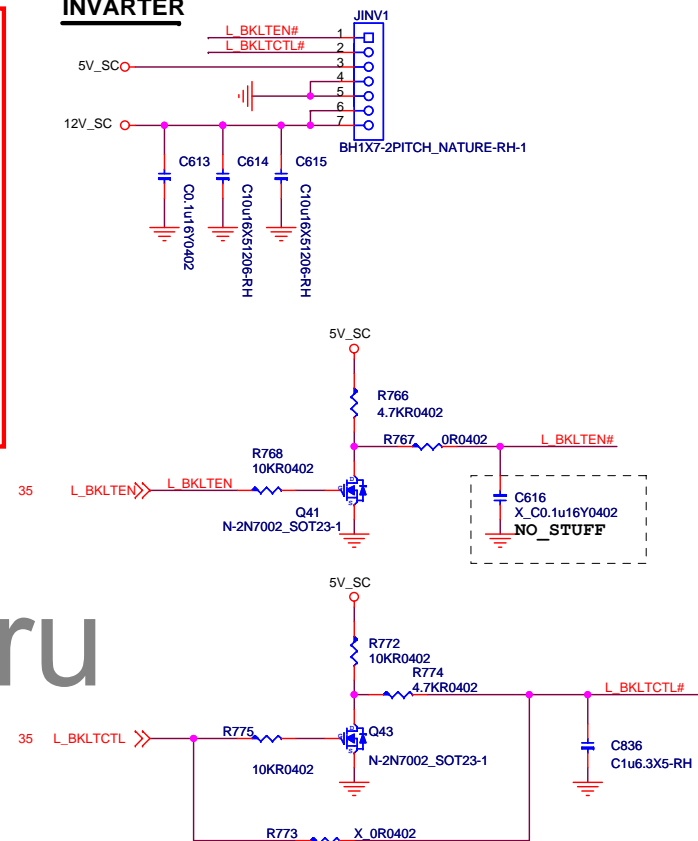 INVARTER
JINV1
L_BKLTEN# 1
L_BKLTCTL# 2
5V_SC 3
4
5
6
12V_SC 7
BH1X7-2PITCH_NATURE-RH-1
C613 C614 C615
C0.1u16Y0402
C10u16X51206-RH
C10u16X51206-RH
5V_SC
R766
4.7KR0402
R767 0R0402 L_BKLTEN#
R768
10KR0402
35 L_BKLTEN L_BKLTEN
Q41
N-2N7002_SOT23-1
C616
X_C0.1u16Y0402
NO_STUFF
5V_SC
ru
R772
10KR0402
R774
4.7KR0402
L_BKLTCTL#
35 L_BKLTCTL
R775
10KR0402
Q43
N-2N7002_SOT23-1
C836
C1u6.3X5-RH
R773 X_0R0402